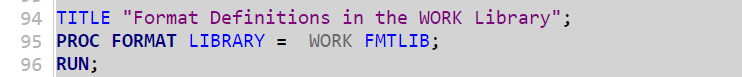 94 TITLE "Format Definitions in the WORK Library";
95 PROC FORMAT LIBRARY =  WORK FMTLIB;
96 RUN;